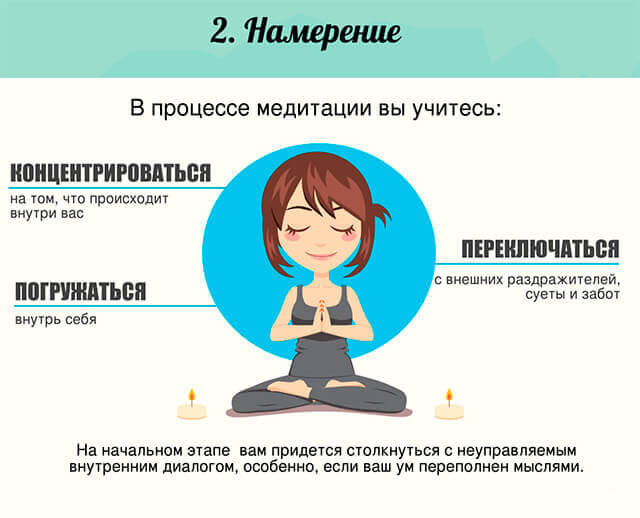 2. Намерение
В процессе медитации вы учитесь:
КОНЦЕНТРИРОВАТЬСЯ
на том, что происходит
внутри вас
ПЕРЕКЛЮЧАТЬСЯ
с внешних раздражителей,
суеты и забот
ПОГРУЖАТЬСЯ
внутрь себя
На начальном этапе вам придется столкнуться с неуправляемым
внутренним диалогом, особенно, если ваш ум переполнен мыслями.